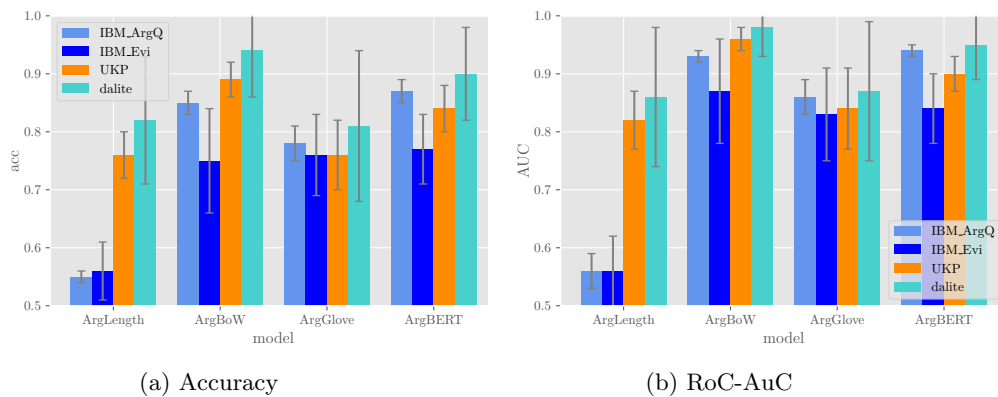 1.0
0.9
0.8
0.7
0.6
0.5
acc
IBM_ArgQ
IBM_Evi
UKP
dalite
ArgLength ArgBoW ArgGlove ArgBERT
model
(a) Accuracy
1.0
0.9
0.8
0.7
0.6
0.5
AUC
IBM_ArgQ
IBM_Evi
UKP
dalite
ArgLength ArgBoW ArgGlove ArgBERT
model
(b) RoC-AuC